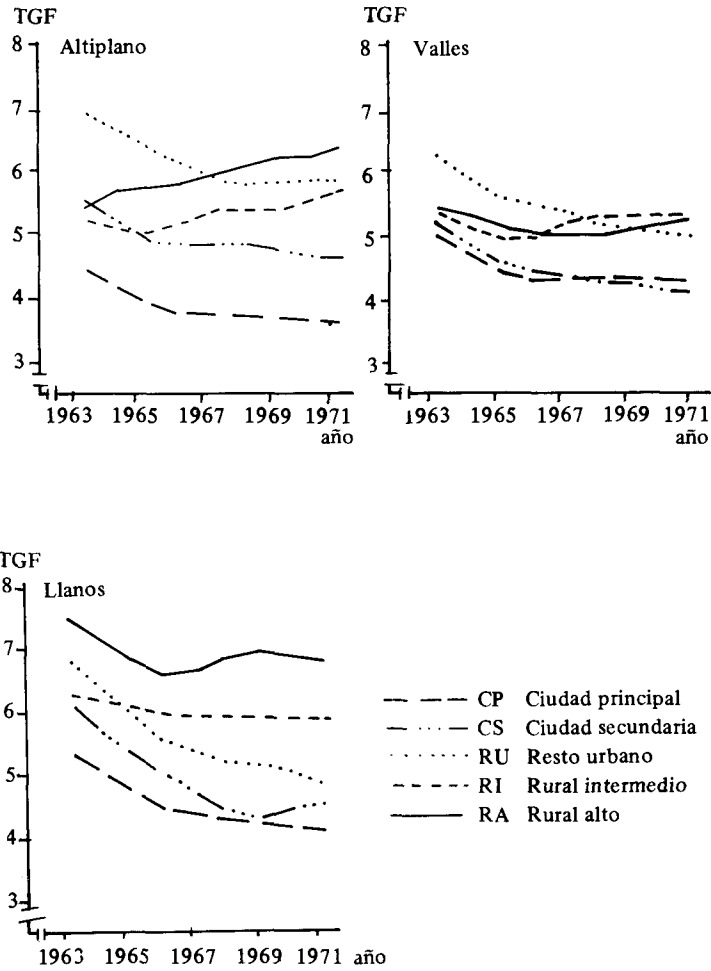 TGF
Altiplano
8
7
6
5
4
3
1963 1965 1967 1969 1971
año
TGF
Valles
8
7
6
5
4
3
1963 1965 1967 1969 1971
año
TGF
Llanos
8
7
6
5
4
3
1963 1965 1967 1969 1971 año
CP Ciudad principal
CS Ciudad secundaria
RU Resto urbano
RI Rural intermedio
RA Rural alto